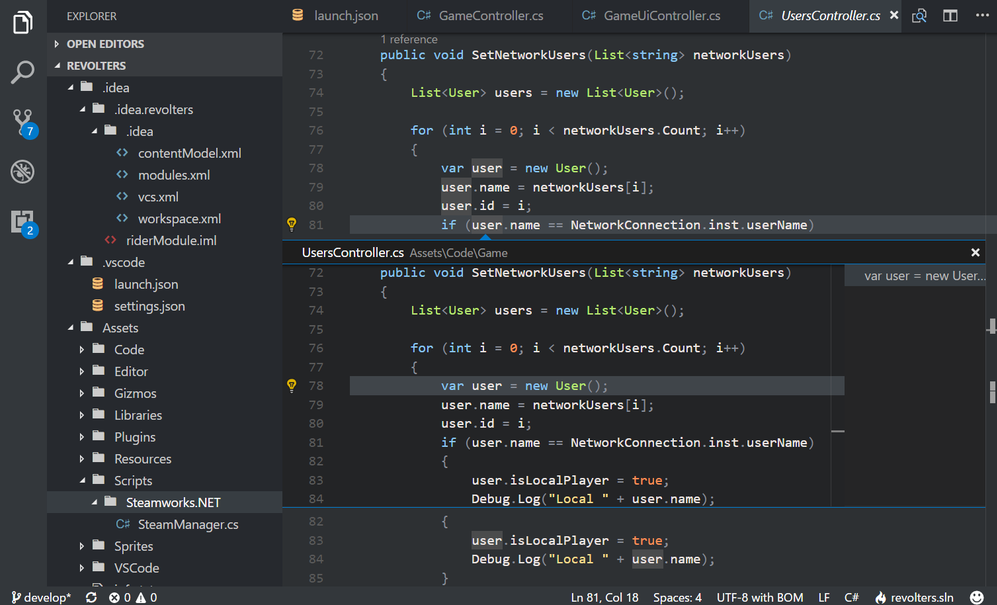 EXPLORER
OPEN EDITORS
REVOLTERS
.idea
.idea.revolters
.idea
contentModel.xml
modules.xml
vcs.xml
workspace.xml
riderModule.iml
.vscode
launch.json
settings.json
Assets
Code
Editor
Gizmos
Libraries
Plugins
Resources
Scripts
Steamworks.NET
C# SteamManager.cs
Sprites
VSCode
7
2
launch.json
C# GameController.cs
C# GameUiController.cs
C# UsersController.cs
1 reference
72 public void SetNetworkUsers(List<string> networkUsers)
73 {
74 List<User> users = new List<User>();
75
76 for (int i = 0; i < networkUsers.Count; i++)
77 {
78 var user = new User();
79 user.name = networkUsers[i];
80 user.id = i;
81 if (user.name == NetworkConnection.inst.userName)
UsersController.cs Assets\Code\Game
72 public void SetNetworkUsers(List<string> networkUsers)
73 {
74 List<User> users = new List<User>();
75
76 for (int i = 0; i < networkUsers.Count; i++)
77 {
78 var user = new User();
79 user.name = networkUsers[i];
80 user.id = i;
81 if (user.name == NetworkConnection.inst.userName)
82 {
83 user.isLocalPlayer = true;
84 Debug.Log("Local " + user.name);
var user = new User...
82 {
83 user.isLocalPlayer = true;
84 Debug.Log("Local " + user.name);
85 }
develop* 0 0 Ln 81, Col 18 Spaces: 4 UTF-8 with BOM LF C# revolters.sln